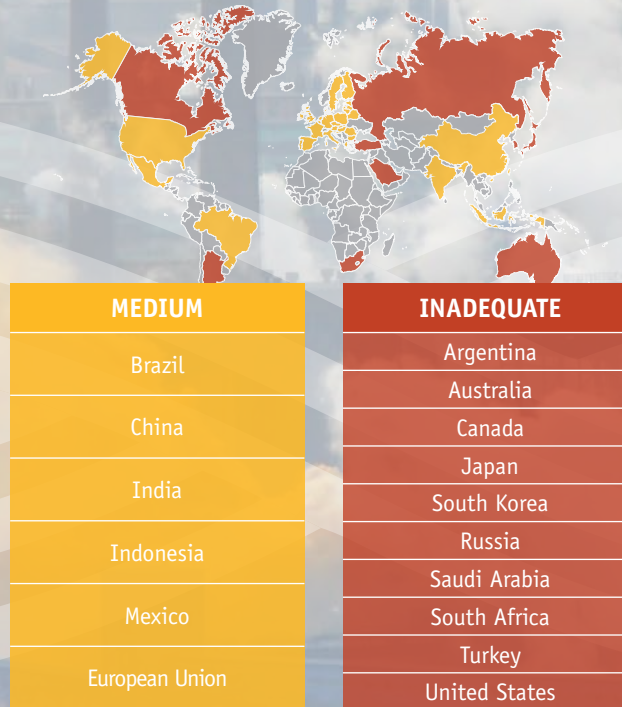 MEDIUM
Brazil
China
India
Indonesia
Mexico
European Union
INADEQUATE
Argentina
Australia
Canada
Japan
South Korea
Russia
Saudi Arabia
South Africa
Turkey
United States